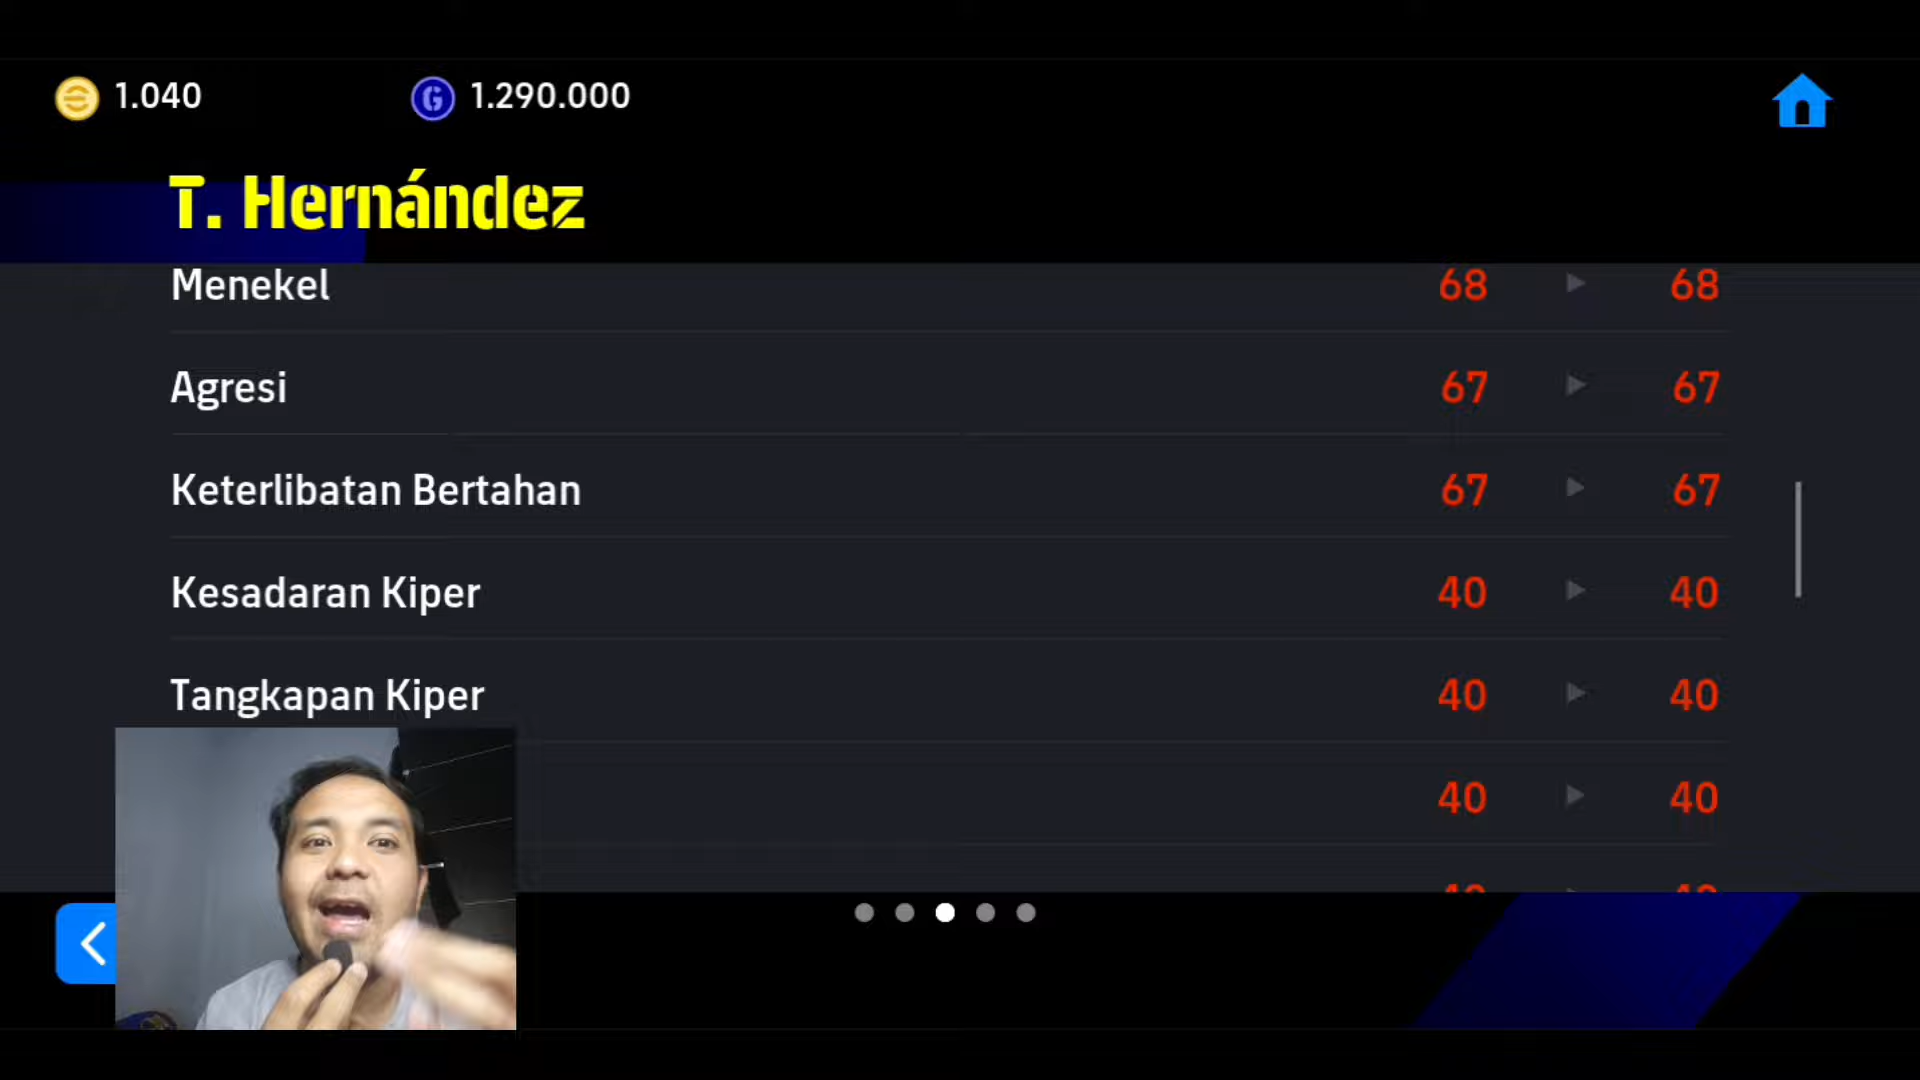 1.040 1.290.000
T. Hernández
Menekel 68 68
Agresi 67 67
Keterlibatan Bertahan 67 67
Kesadaran Kiper 40 40
Tangkapan Kiper 40 40
40 40